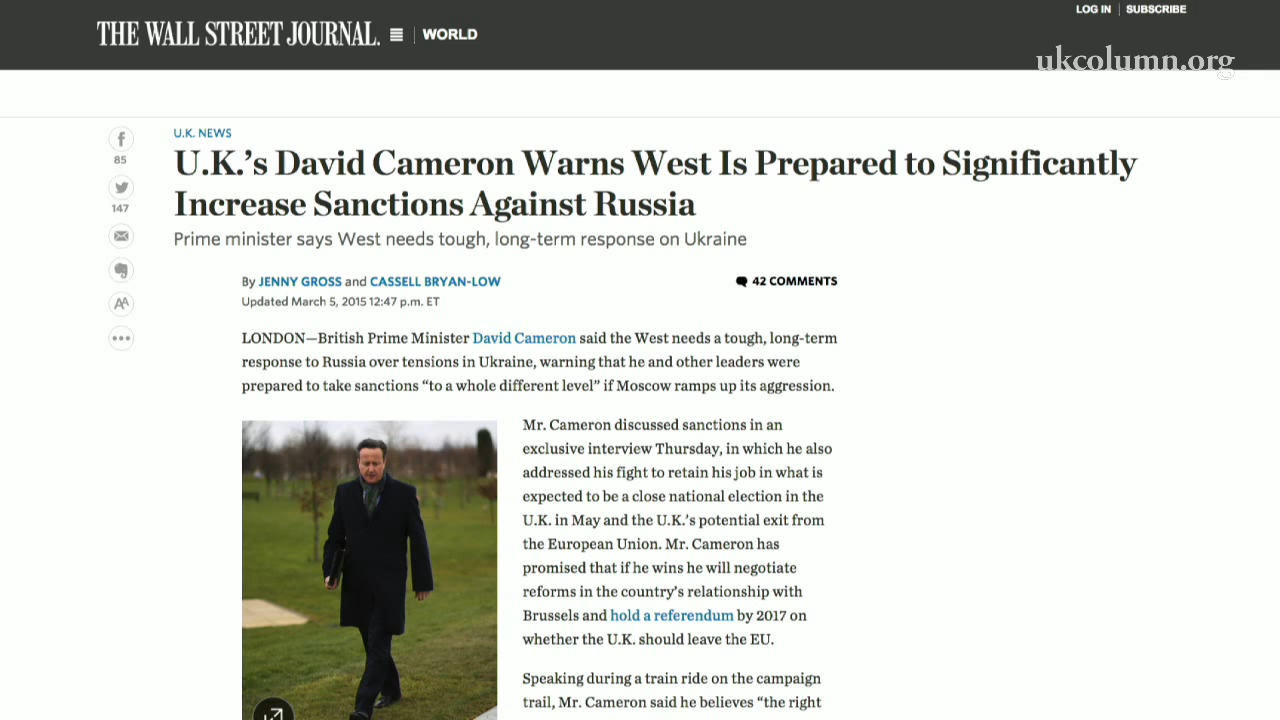 LOG IN | SUBSCRIBE
THE WALL STREET JOURNAL. WORLD
ukcolumn.org
U.K. NEWS
U.K.’s David Cameron Warns West Is Prepared to Significantly
Increase Sanctions Against Russia
Prime minister says West needs tough, long-term response on Ukraine
85
147
AA
By JENNY GROSS and CASSELL BRYAN-LOW
42 COMMENTS
Updated March 5, 2015 12:47 p.m. ET
LONDON—British Prime Minister David Cameron said the West needs a tough, long-term
response to Russia over tensions in Ukraine, warning that he and other leaders were
prepared to take sanctions “to a whole different level” if Moscow ramps up its aggression.
Mr. Cameron discussed sanctions in an
exclusive interview Thursday, in which he also
addressed his fight to retain his job in what is
expected to be a close national election in the
U.K. in May and the U.K.’s potential exit from
the European Union. Mr. Cameron has
promised that if he wins he will negotiate
reforms in the country’s relationship with
Brussels and hold a referendum by 2017 on
whether the U.K. should leave the EU.
Speaking during a train ride on the campaign
trail, Mr. Cameron said he believes “the right